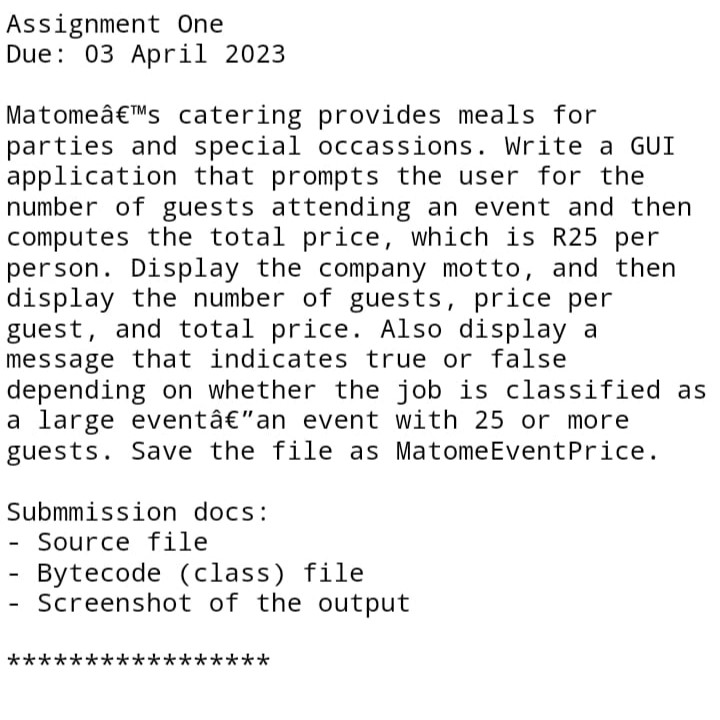 Assignment One
Due: 03 April 2023
Matomeâ€™s catering provides meals for
parties and special occassions. Write a GUI
application that prompts the user for the
number of guests attending an event and then
computes the total price, which is R25 per
person. Display the company motto, and then
display the number of guests, price per
guest, and total price. Also display a
message that indicates true or false
depending on whether the job is classified as
a large eventâ€”an event with 25 or more
guests. Save the file as MatomeEventPrice.
Submmission docs:
- Source file
- Bytecode (class) file
- Screenshot of the output
*****************